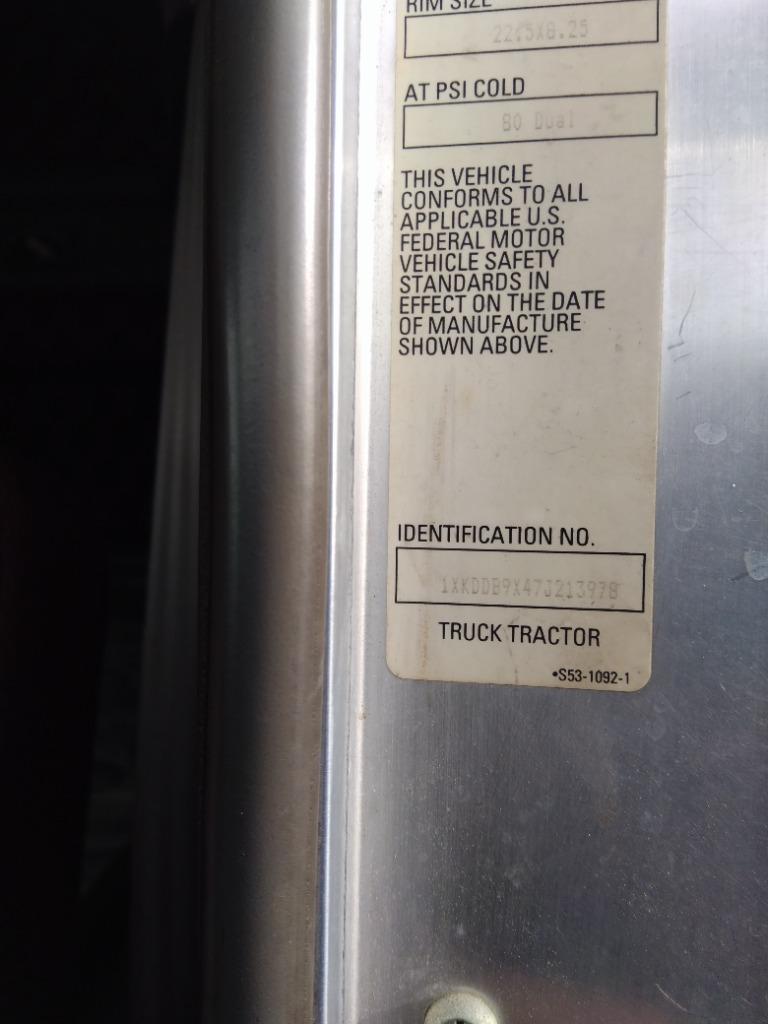 RIM SIZE
22.5X8.25
AT PSI COLD
80 Dual
THIS VEHICLE
CONFORMS TO ALL
APPLICABLE U.S.
FEDERAL MOTOR
VEHICLE SAFETY
STANDARDS IN
EFFECT ON THE DATE
OF MANUFACTURE
SHOWN ABOVE.
IDENTIFICATION NO.
1XKDDB9X47J213978
TRUCK TRACTOR
•S53-1092-1